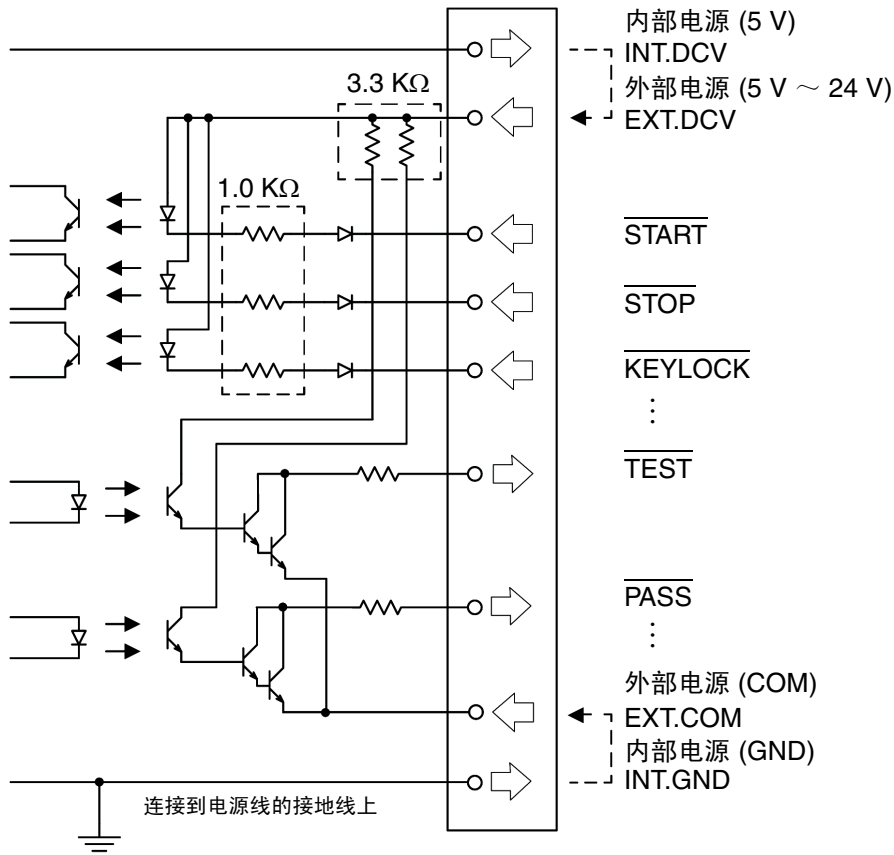 内部电源 (5 V)
INT.DCV
外部电源 (5 V ～ 24 V)
EXT.DCV
3.3 KΩ
1.0 KΩ
START
STOP
KEYLOCK
⋮
TEST
PASS
⋮
外部电源 (COM)
EXT.COM
内部电源 (GND)
INT.GND
连接到电源线的接地线上